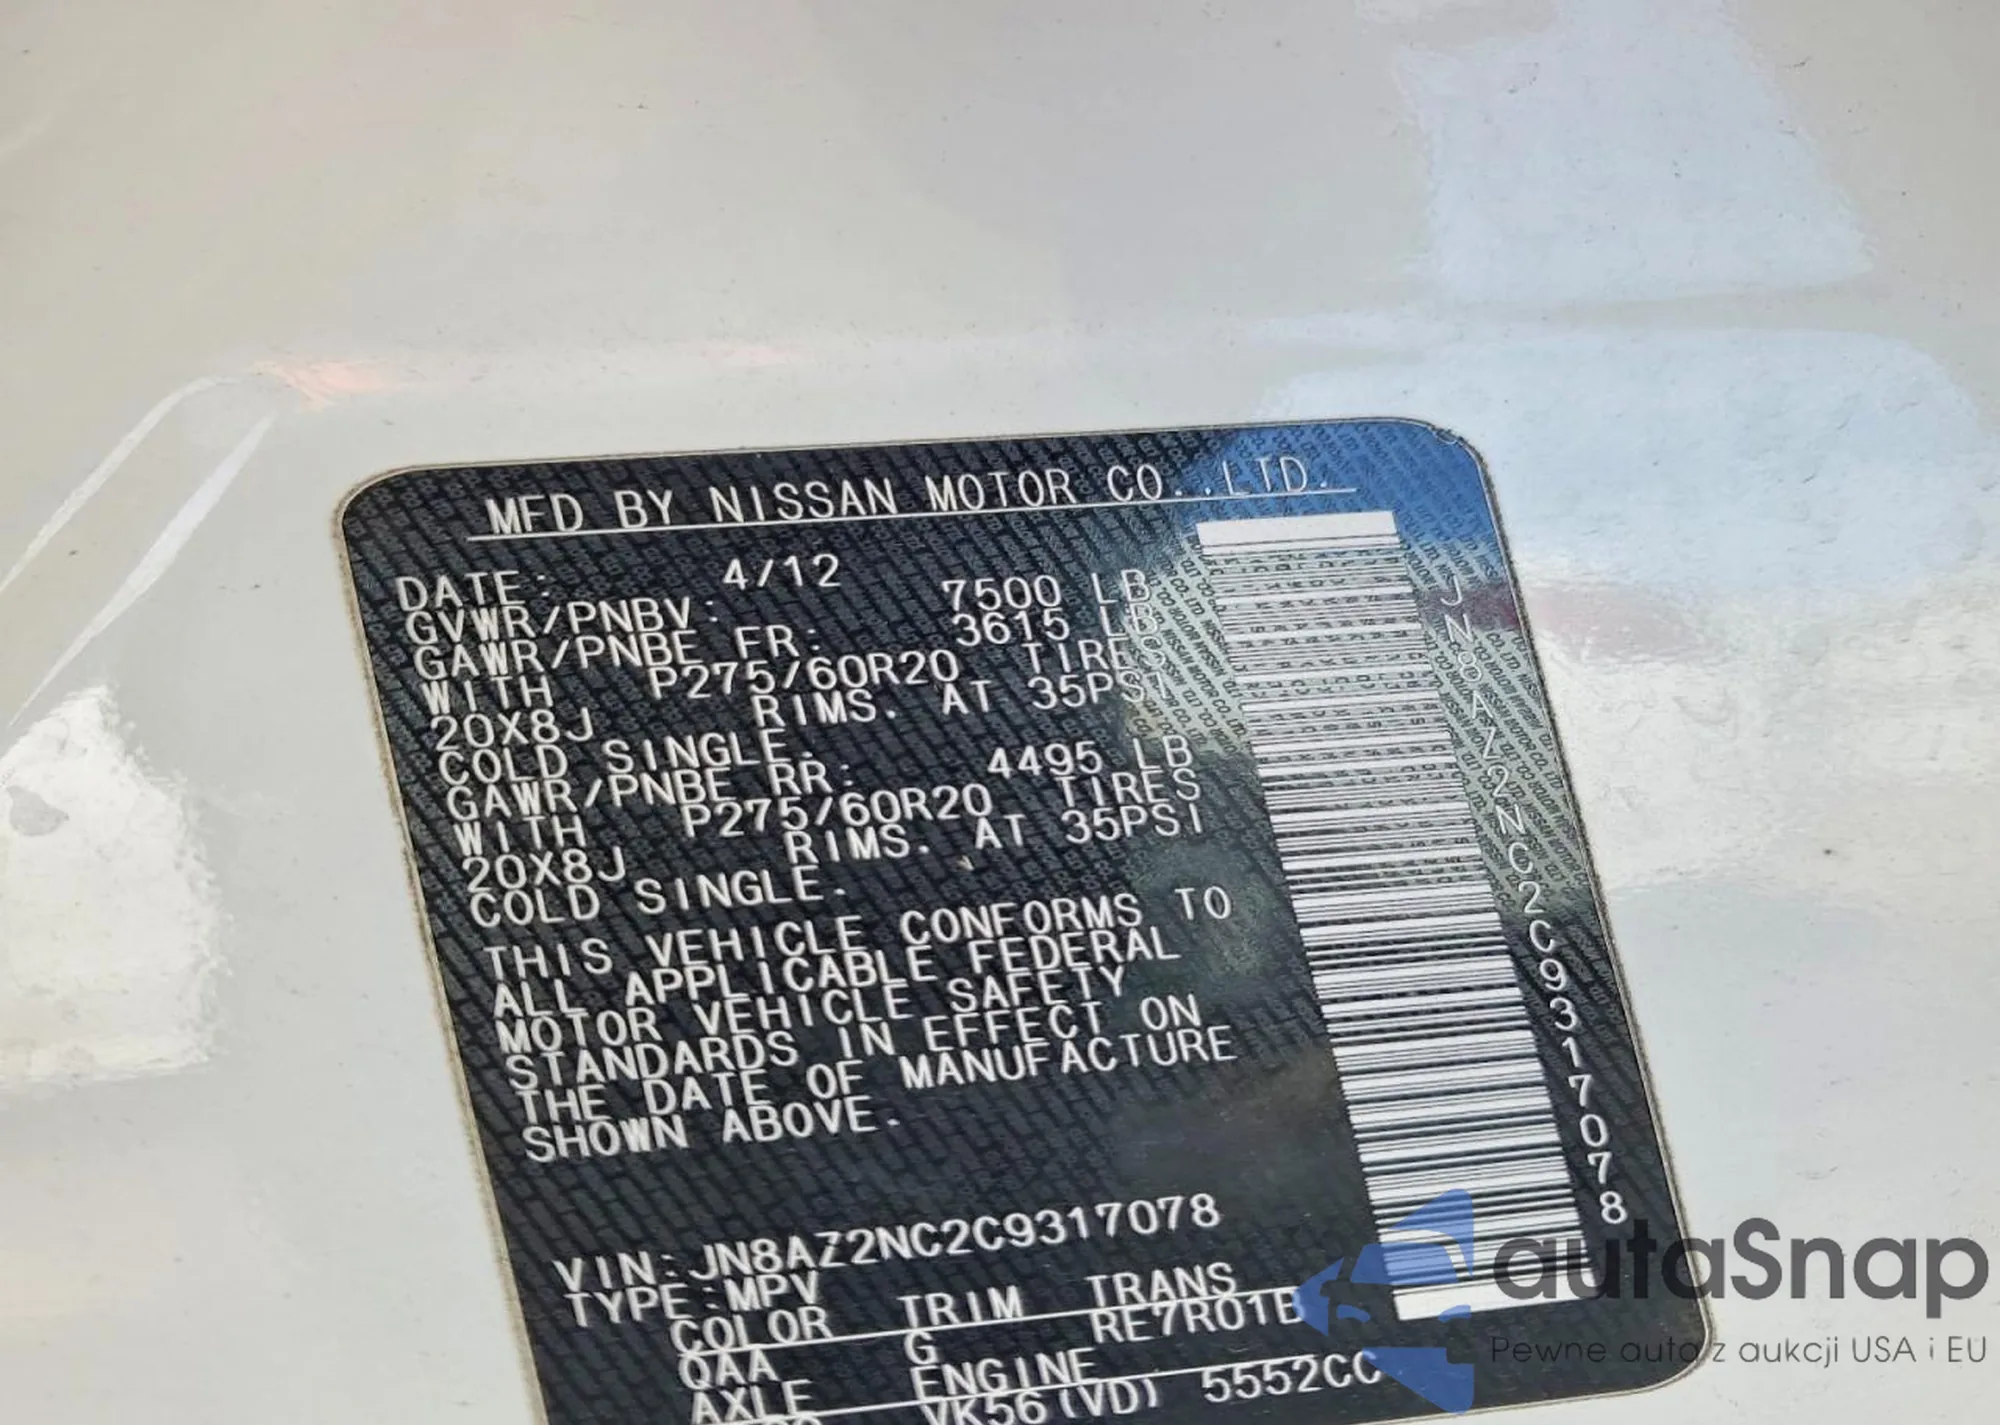 MFD BY NISSAN MOTOR CO.,LTD.
DATE: 4/12
GVWR/PNBV: 7500 LB
GAWR/PNBE FR: 3615 LB
WITH P275/60R20 TIRES
20X8J RIMS. AT 35PSI
COLD SINGLE.
GAWR/PNBE RR: 4495 LB
WITH P275/60R20 TIRES
20X8J RIMS. AT 35PSI
COLD SINGLE.
THIS VEHICLE CONFORMS TO
ALL APPLICABLE FEDERAL
MOTOR VEHICLE SAFETY
STANDARDS IN EFFECT ON
THE DATE OF MANUFACTURE
SHOWN ABOVE.
VIN:JN8AZ2NC2C9317078
TYPE:MPV
COLOR TRIM TRANS
QAA G RE7R01B
AXLE ENGINE
VK56(VD) 5552CC
JN8AZ2NC2C9317078
autaSnap
Pewne auta z aukcji USA i EU